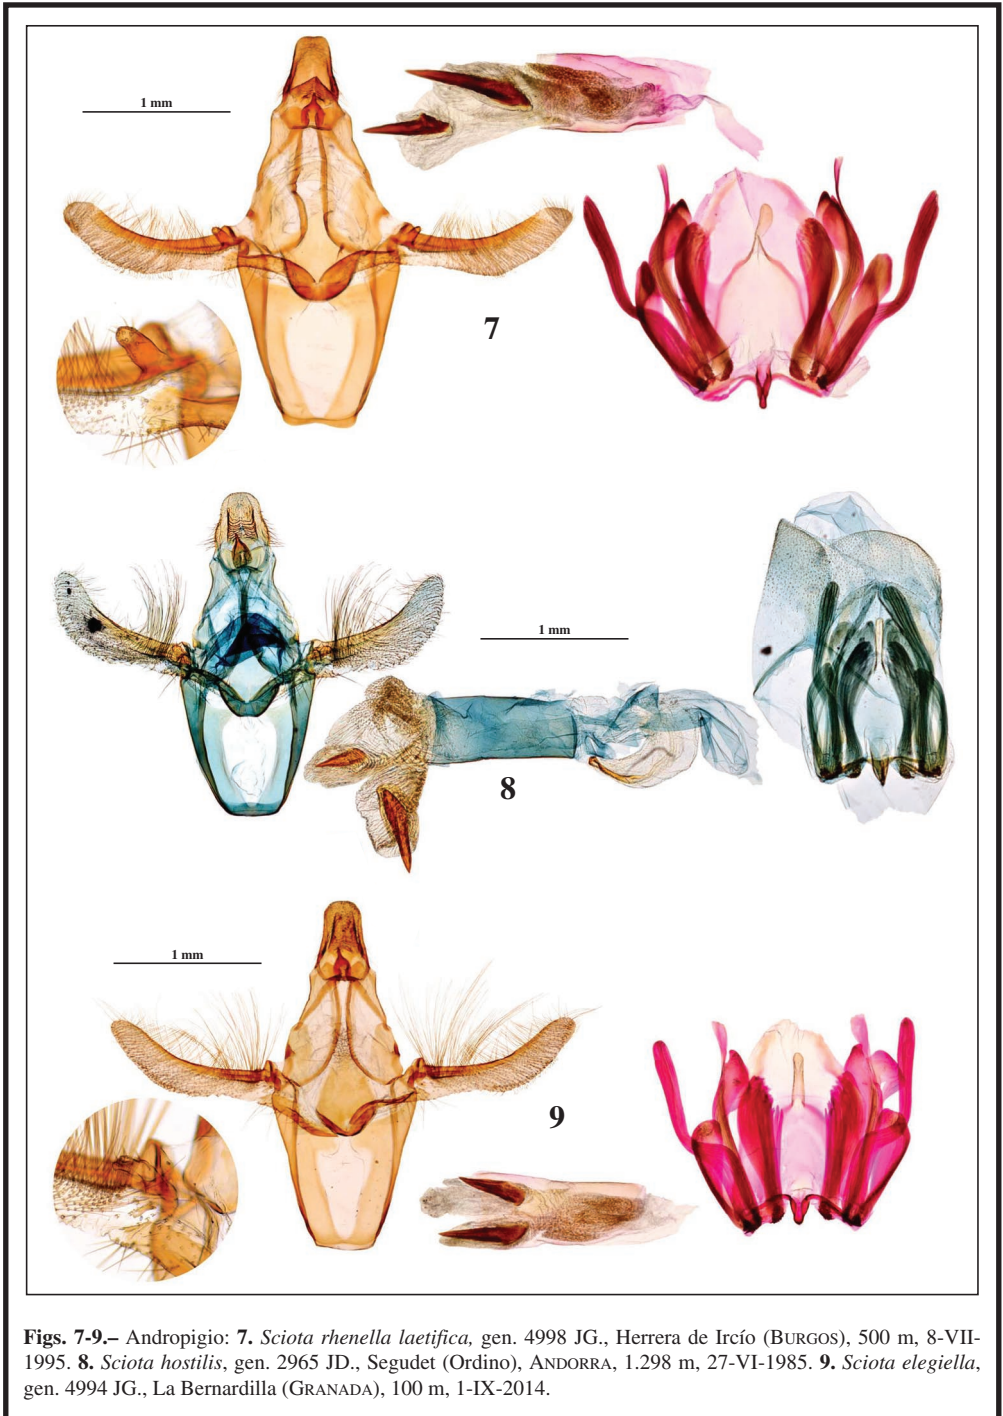 1 mm
7
1 mm
8
1 mm
9
Figs. 7-9.– Andropigio: 7. Sciota rhenella laetifica, gen. 4998 JG., Herrera de Ircío (BURGOS), 500 m, 8-VII-
1995. 8. Sciota hostilis, gen. 2965 JD., Segudet (Ordino), ANDORRA, 1.298 m, 27-VI-1985. 9. Sciota elegiella,
gen. 4994 JG., La Bernardilla (GRANADA), 100 m, 1-IX-2014.